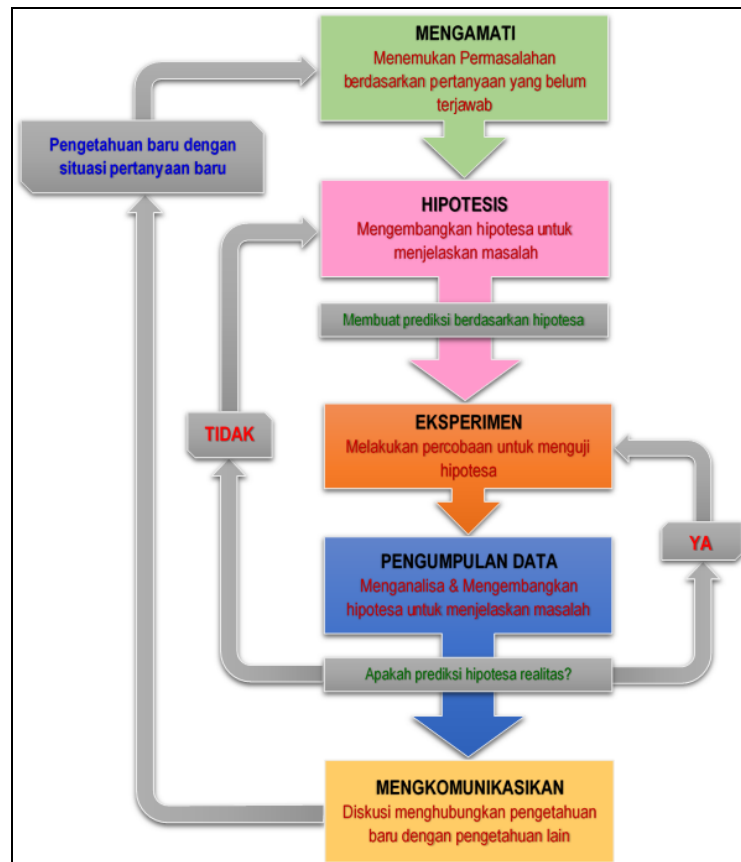 MENGAMATI
Menemukan Permasalahan
berdasarkan pertanyaan yang belum
terjawab
Pengetahuan baru dengan
situasi pertanyaan baru
HIPOTESIS
Mengembangkan hipotesa untuk
menjelaskan masalah
Membuat prediksi berdasarkan hipotesa
EKSPERIMEN
Melakukan percobaan untuk menguji
hipotesa
TIDAK
YA
PENGUMPULAN DATA
Menganalisa & Mengembangkan
hipotesa untuk menjelaskan masalah
Apakah prediksi hipotesa realitas?
MENGKOMUNIKASIKAN
Diskusi menghubungkan pengetahuan
baru dengan pengetahuan lain